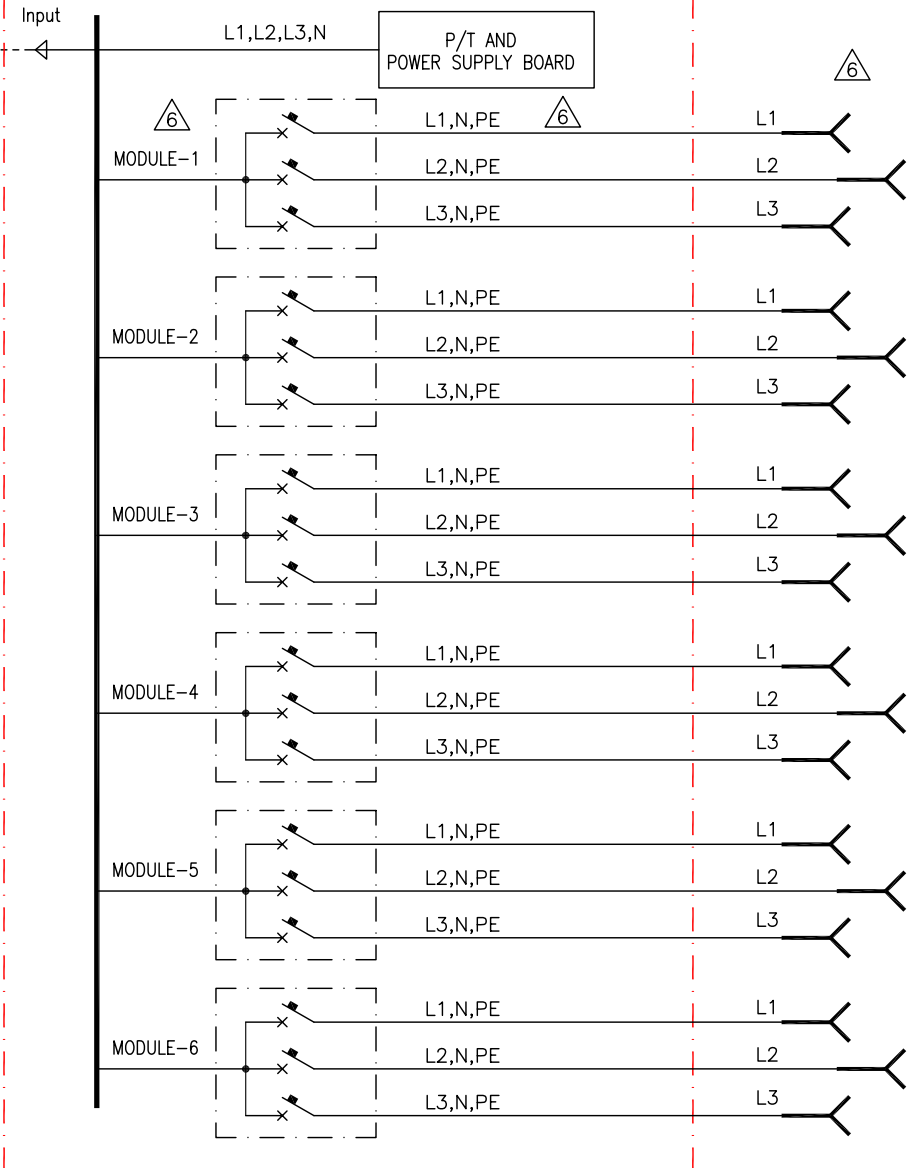 Input
L1,L2,L3,N
P/T AND
POWER SUPPLY BOARD
6
6
6
MODULE-1
L1,N,PE
L1
L2,N,PE
L2
L3,N,PE
L3
MODULE-2
L1,N,PE
L1
L2,N,PE
L2
L3,N,PE
L3
MODULE-3
L1,N,PE
L1
L2,N,PE
L2
L3,N,PE
L3
MODULE-4
L1,N,PE
L1
L2,N,PE
L2
L3,N,PE
L3
MODULE-5
L1,N,PE
L1
L2,N,PE
L2
L3,N,PE
L3
MODULE-6
L1,N,PE
L1
L2,N,PE
L2
L3,N,PE
L3